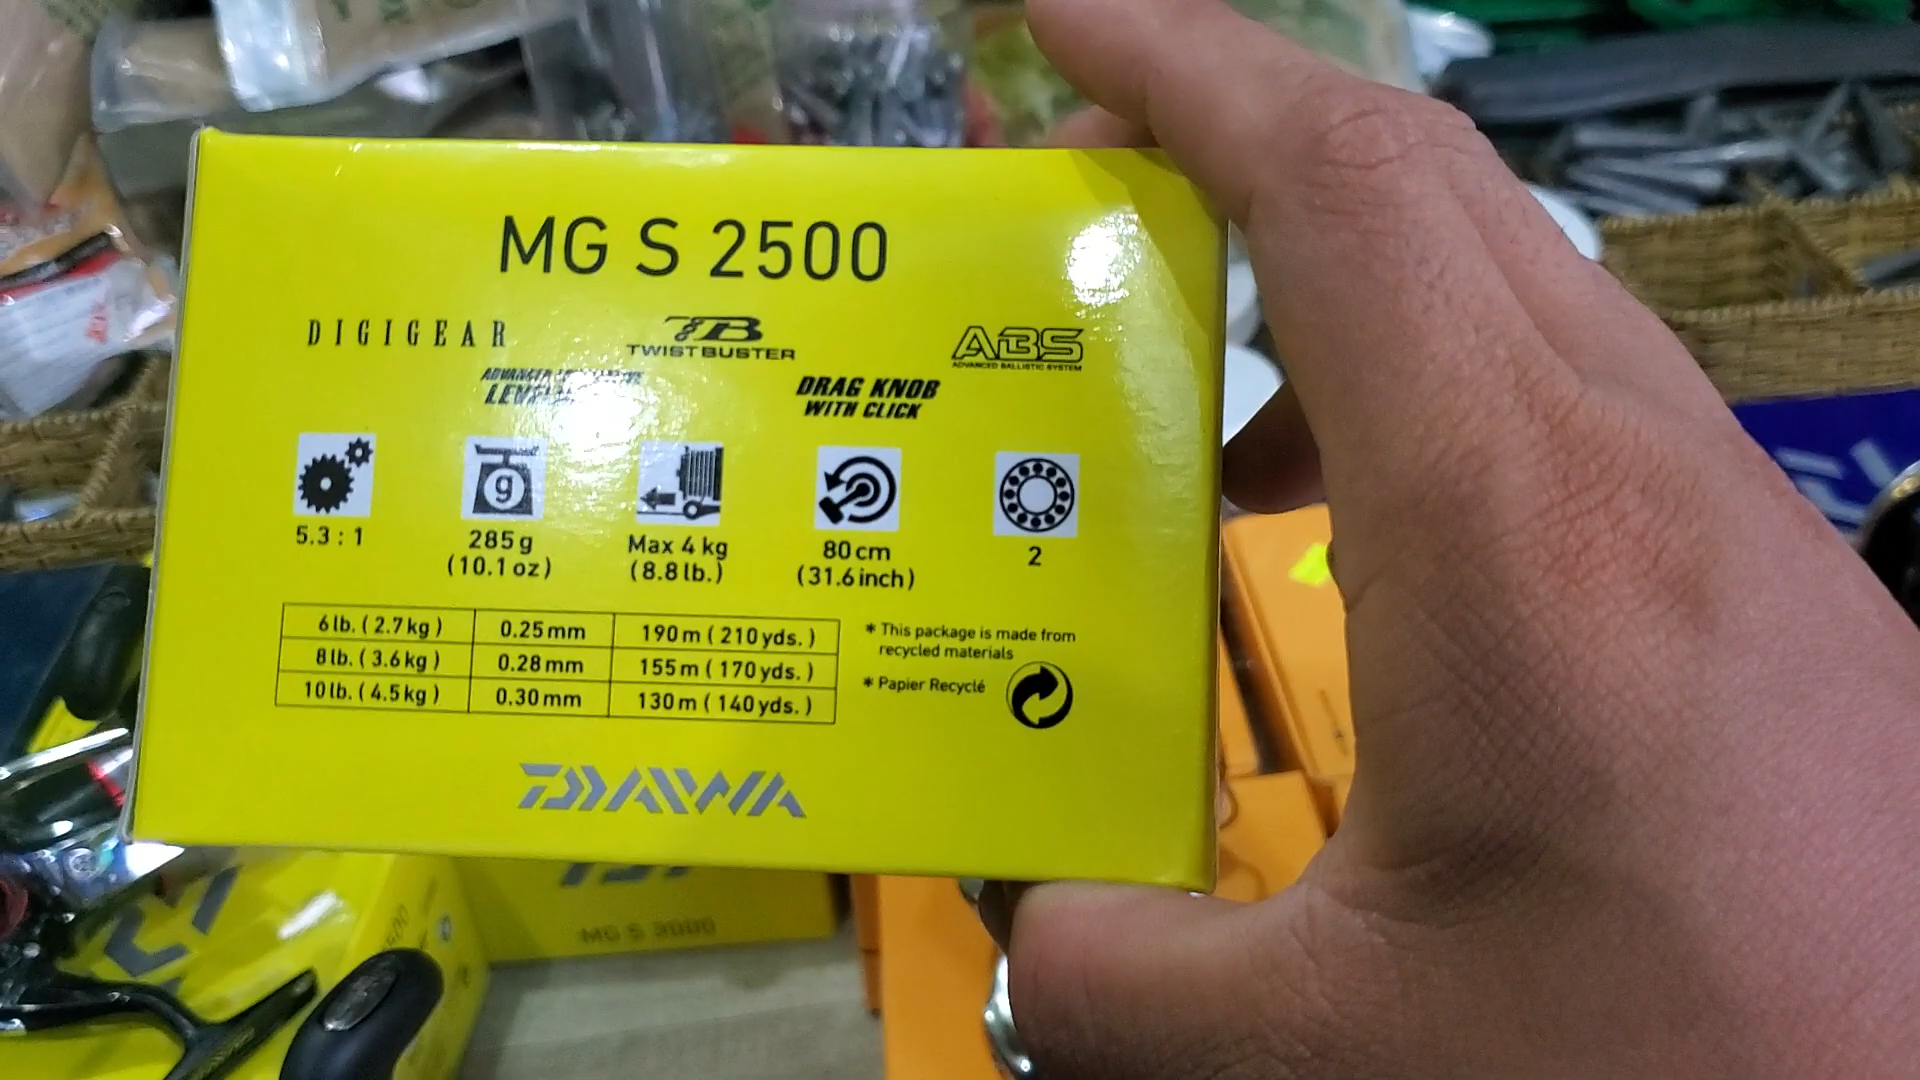 MG S 2500
DIGIGEAR
TB
TWISTBUSTER
ABS
ADVANCED BALLISTIC SYSTEM
ADVANCED
DRAG KNOB
WITH CLICK
g
5.3 : 1
285 g
(10.1 oz)
Max 4 kg
(8.8 lb.)
80 cm
(31.6 inch)
2
6 lb. ( 2.7 kg ) 0.25 mm 190 m ( 210 yds. )
8 lb. ( 3.6 kg ) 0.28 mm 155 m ( 170 yds. )
10 lb. ( 4.5 kg ) 0.30 mm 130 m ( 140 yds. )
* This package is made from
recycled materials
* Papier Recyclé
DAIWA
MG S 3000